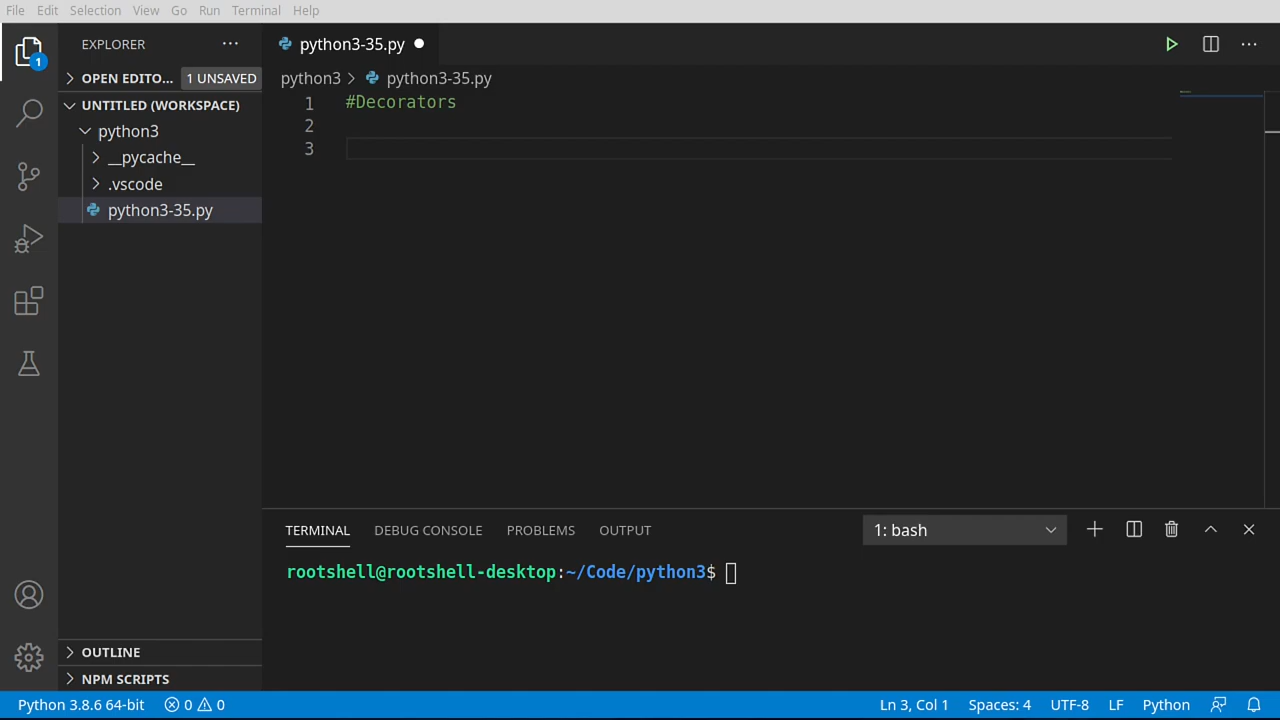 File Edit Selection View Go Run Terminal Help
EXPLORER
python3-35.py
OPEN EDITO... 1 UNSAVED
UNTITLED (WORKSPACE)
python3
__pycache__
.vscode
python3-35.py
OUTLINE
NPM SCRIPTS
1
python3 > python3-35.py
1 #Decorators
2
3
TERMINAL DEBUG CONSOLE PROBLEMS OUTPUT 1: bash
rootshell@rootshell-desktop:~/Code/python3$
Python 3.8.6 64-bit 0 0 Ln 3, Col 1 Spaces: 4 UTF-8 LF Python